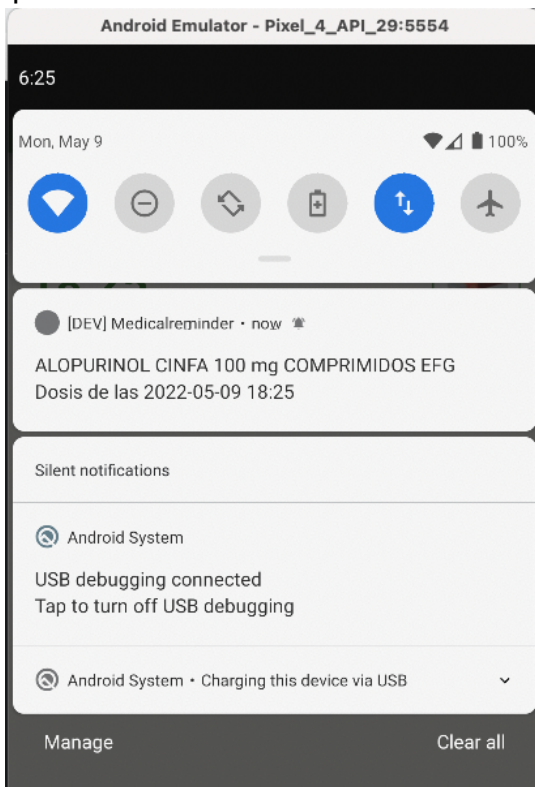 Android Emulator - Pixel_4_API_29:5554
6:25
Mon, May 9 100%
[DEV] Medicalreminder • now
ALOPURINOL CINFA 100 mg COMPRIMIDOS EFG
Dosis de las 2022-05-09 18:25
Silent notifications
Android System
USB debugging connected
Tap to turn off USB debugging
Android System • Charging this device via USB
Manage Clear all